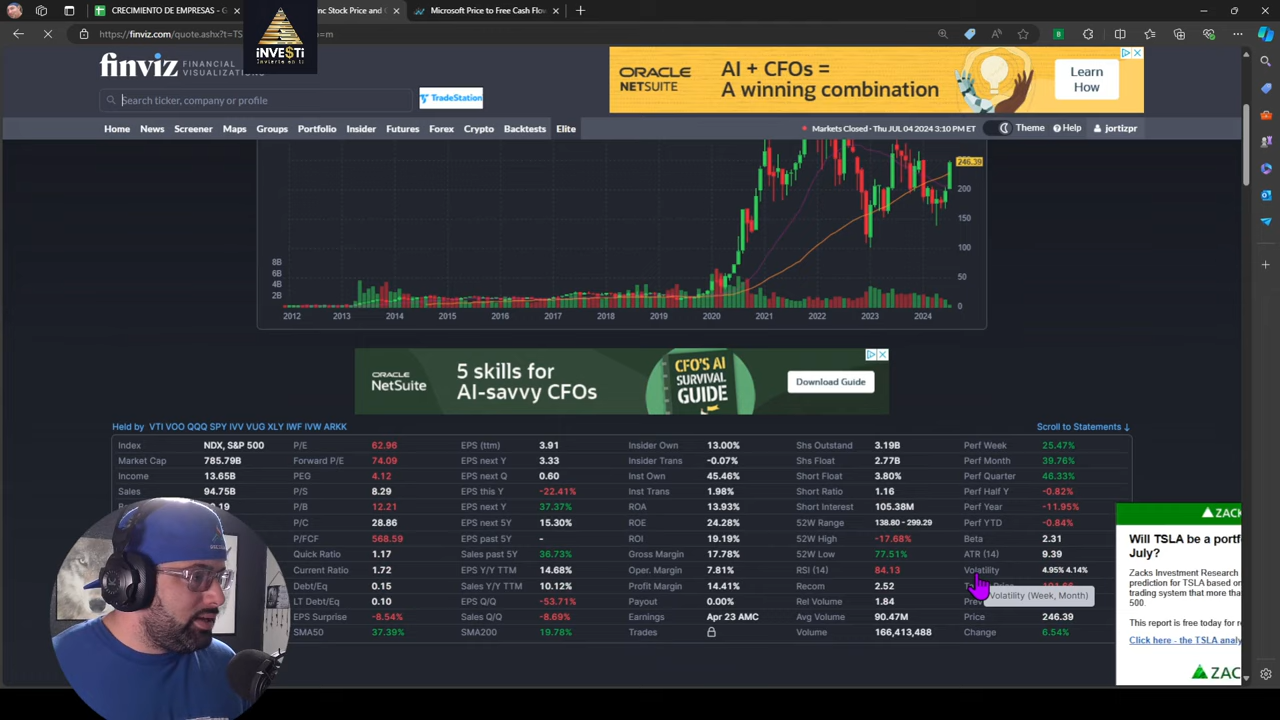 CRECIMIENTO DE EMPRESAS - G
nc Stock Price and
Microsoft Price to Free Cash Flo
https://finviz.com/quote.ashx?t=TS
=m
iNVE$Ti
Invierte en ti
finviz FINANCIAL VISUALIZATIONS
Search ticker, company or profile
TradeStation
ORACLE NETSUITE
AI + CFOs =
A winning combination
Learn How
Home News Screener Maps Groups Portfolio Insider Futures Forex Crypto Backtests Elite
Markets Closed • Thu JUL 04 2024 3:10 PM ET Theme Help jortizpr
246.39
200
150
100
50
0
8B
6B
4B
2B
2012 2013 2014 2015 2016 2017 2018 2019 2020 2021 2022 2023 2024
ORACLE NetSuite
5 skills for
AI-savvy CFOs
CFO'S AI SURVIVAL GUIDE
Download Guide
Held by VTI VOO QQQ SPY IVV VUG XLY IWF IVW ARKK
Scroll to Statements ↓
Index NDX, S&P 500 P/E 62.96 EPS (ttm) 3.91 Insider Own 13.00% Shs Outstand 3.19B Perf Week 25.47%
Market Cap 785.79B Forward P/E 74.09 EPS next Y 3.33 Insider Trans -0.07% Shs Float 2.77B Perf Month 39.76%
Income 13.65B PEG 4.12 EPS next Q 0.60 Inst Own 45.46% Short Float 3.80% Perf Quarter 46.33%
Sales 94.75B P/S 8.29 EPS this Y -22.41% Inst Trans 1.98% Short Ratio 1.16 Perf Half Y -0.82%
P/B 12.21 EPS next Y 37.37% ROA 13.93% Short Interest 105.38M Perf Year -11.95%
P/C 28.86 EPS next 5Y 15.30% ROE 24.28% 52W Range 138.80 - 299.29 Perf YTD -0.84%
P/FCF 568.59 EPS past 5Y - ROI 19.19% 52W High -17.68% Beta 2.31
Quick Ratio 1.17 Sales past 5Y 36.73% Gross Margin 17.78% 52W Low 77.51% ATR (14) 9.39
Current Ratio 1.72 EPS Y/Y TTM 14.68% Oper. Margin 7.81% RSI (14) 84.13 Volatility 4.95% 4.14%
Debt/Eq 0.15 Sales Y/Y TTM 10.12% Profit Margin 14.41% Recom 2.52
LT Debt/Eq 0.10 EPS Q/Q -53.71% Payout 0.00% Rel Volume 1.84
Volatility (Week, Month)
EPS Surprise -8.54% Sales Q/Q -8.69% Earnings Apr 23 AMC Avg Volume 90.47M Price 246.39
SMA50 37.39% SMA200 19.78% Trades Volume 166,413,488 Change 6.54%
ZACK
Will TSLA be a portf
July?
Zacks Investment Research
prediction for TSLA based on
trading system that more tha
500.
This report is free today for re
Click here - the TSLA analy
ZAC